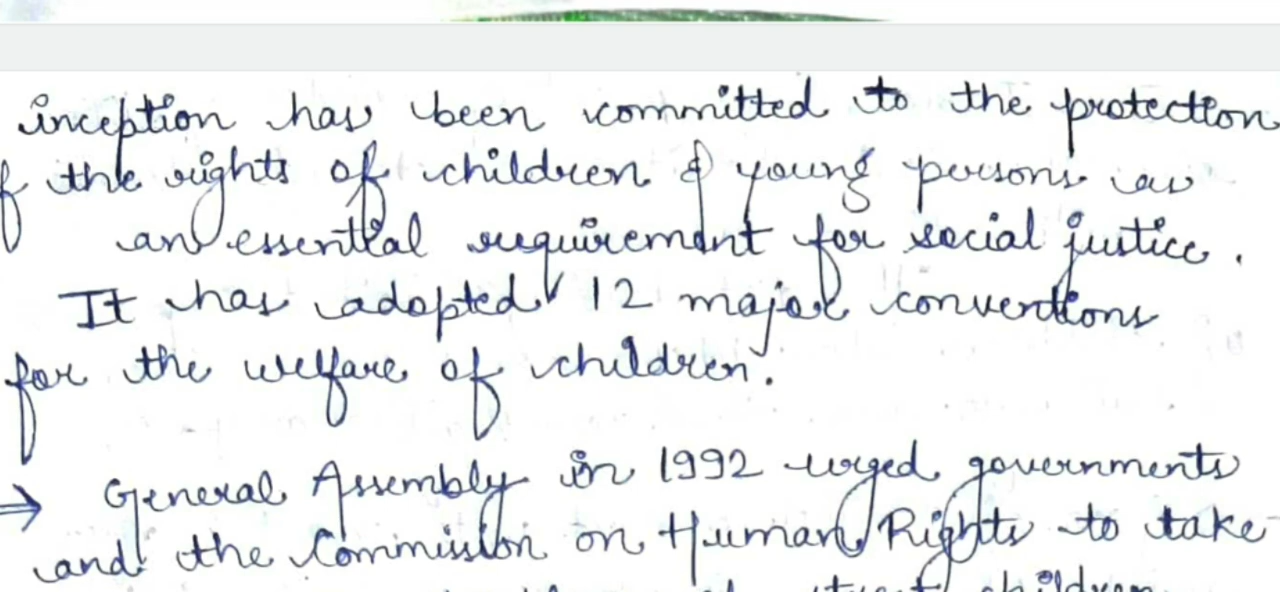 inception has been committed to the protection
of the rights of children & young persons as
an essential requirement for social justice.
It has adopted 12 major conventions
for the welfare of children.
⇒ General Assembly in 1992 urged governments
and the Commission on Human Rights to take
street children